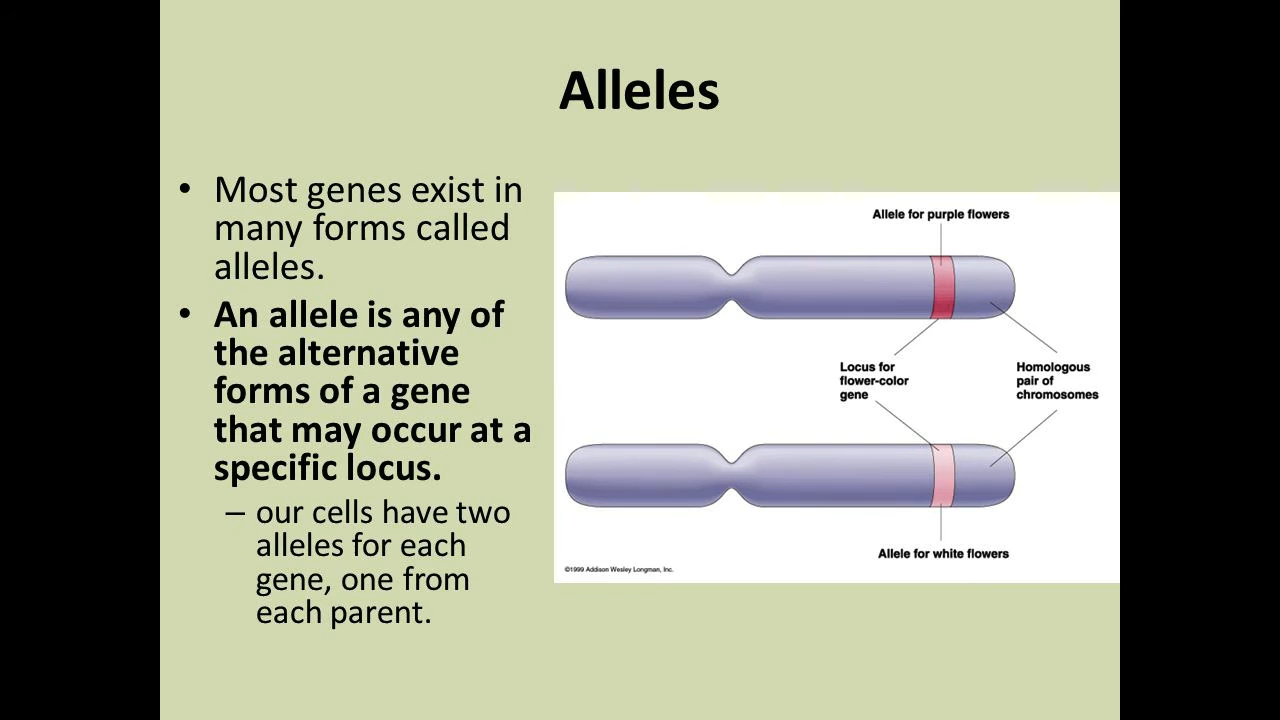 Alleles
• Most genes exist in
many forms called
alleles.
• An allele is any of
the alternative
forms of a gene
that may occur at a
specific locus.
– our cells have two
alleles for each
gene, one from
each parent.
Allele for purple flowers
Locus for
flower-color
gene
Homologous
pair of
chromosomes
Allele for white flowers
©1999 Addison Wesley Longman, Inc.